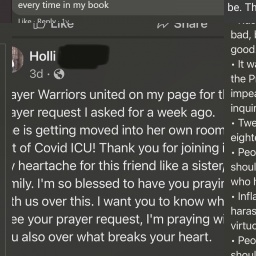 every time in my book
Like Reply 1y
Like
Share
Holli
3d
ayer Warriors united on my page for t
ayer request I asked for a week ago.
e is getting moved into her own room
t of Covid ICU! Thank you for joining i
y heartache for this friend like a sister,
mily. I'm so blessed to have you prayin
th us over this. I want you to know wh
ee your prayer request, I'm praying wi
u also over what breaks your heart.
be. Th
bad, l
good
• It w
the P
impea
inquir
• Twe
eighte
• Peo
shoul
who h
• Infla
haras
virtuo
• Peo
shoul